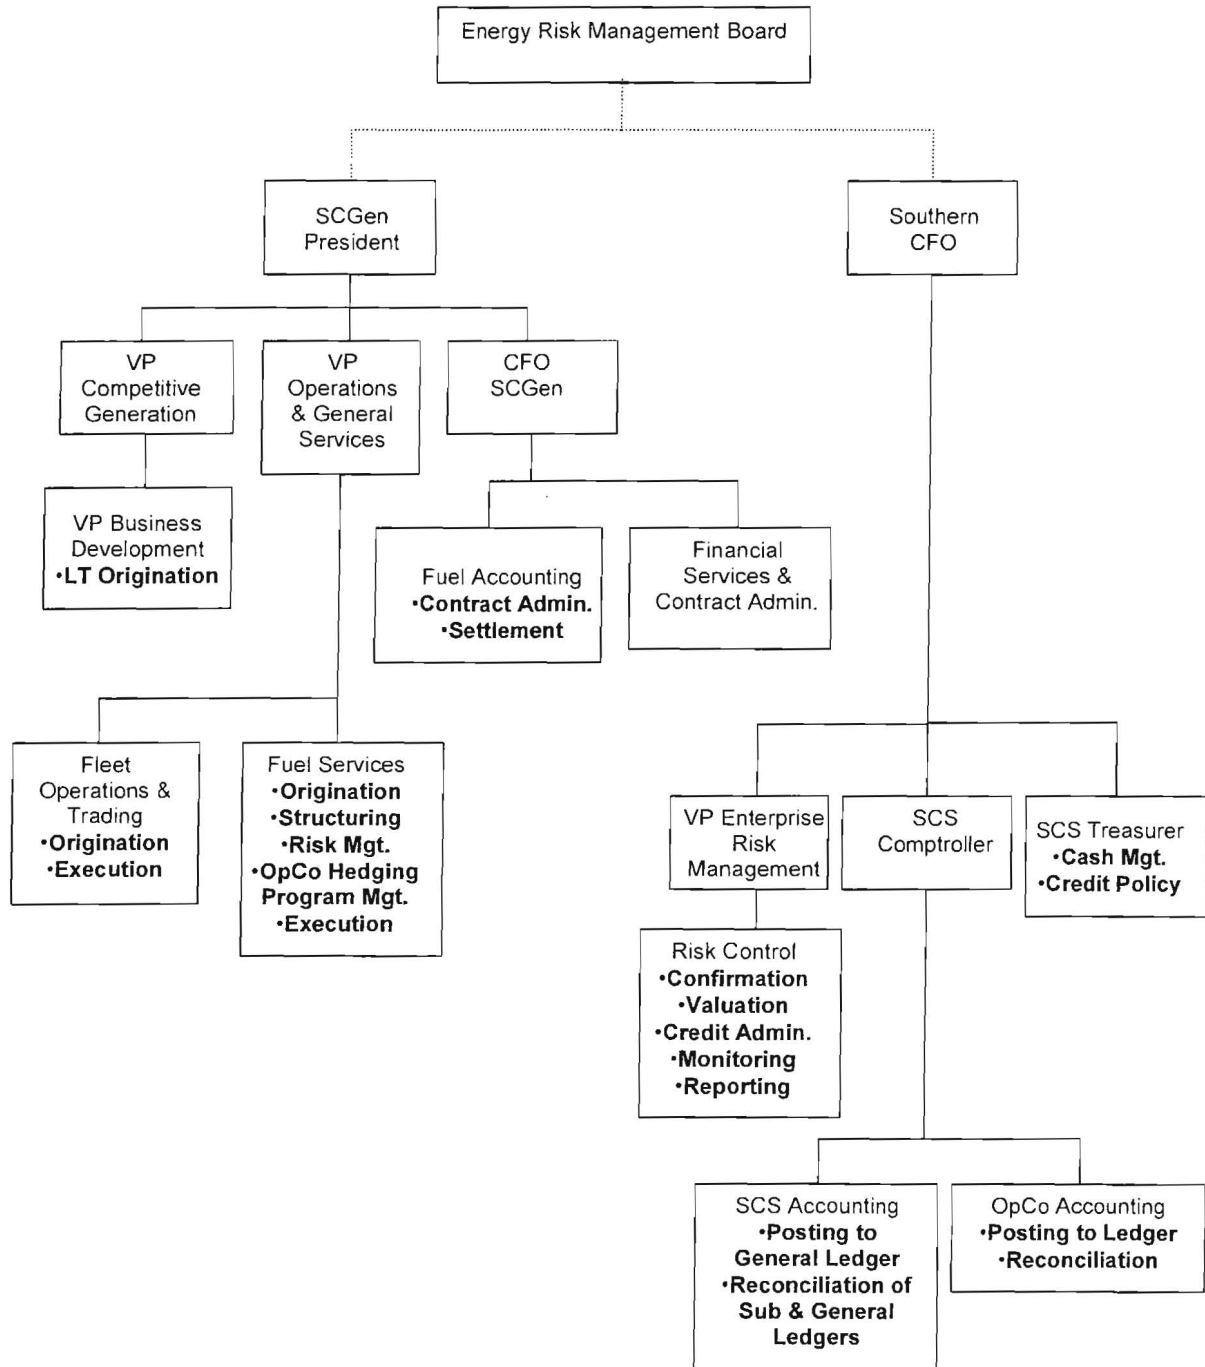 Energy Risk Management Board
SCGen
President
Southern
CFO
VP
Competitive
Generation
VP
Operations
& General
Services
CFO
SCGen
VP Business
Development
•LT Origination
Fuel Accounting
•Contract Admin.
•Settlement
Financial
Services &
Contract Admin.
Fleet
Operations &
Trading
•Origination
•Execution
Fuel Services
•Origination
•Structuring
•Risk Mgt.
•OpCo Hedging
Program Mgt.
•Execution
VP Enterprise
Risk
Management
SCS
Comptroller
SCS Treasurer
•Cash Mgt.
•Credit Policy
Risk Control
•Confirmation
•Valuation
•Credit Admin.
•Monitoring
•Reporting
SCS Accounting
•Posting to
General Ledger
•Reconciliation of
Sub & General
Ledgers
OpCo Accounting
•Posting to Ledger
•Reconciliation